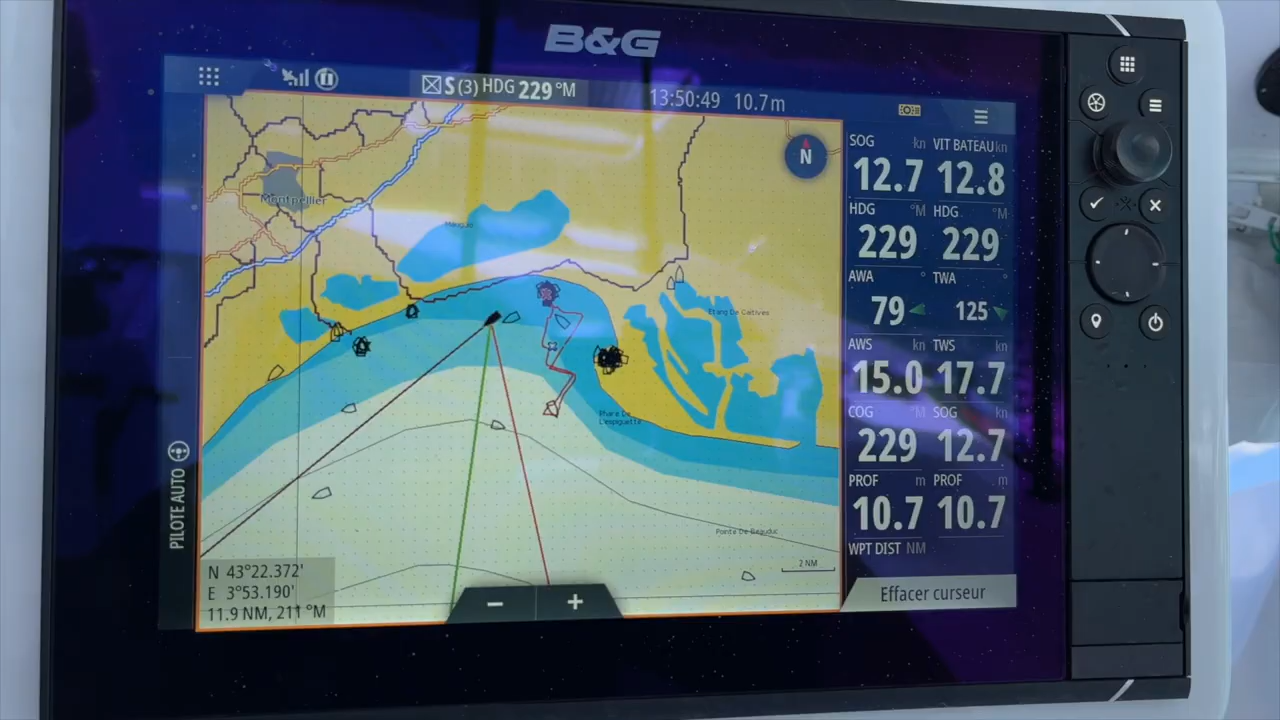 B&G
S (3) HDG 229 °M
13:50:49 10.7 m
N
SOG kn VIT BATEAU kn
12.7 12.8
HDG °M HDG °M
229 229
AWA ° TWA °
79 125
AWS kn TWS kn
15.0 17.7
COG °M SOG kn
229 12.7
PROF m PROF m
10.7 10.7
WPT DIST NM
Effacer curseur
PILOTE AUTO
Montpellier
Mauguio
Etang De Caitives
Phare De
L'espiguette
Pointe De Beauduc
2 NM
N 43°22.372'
E 3°53.190'
11.9 NM, 211 °M
− +